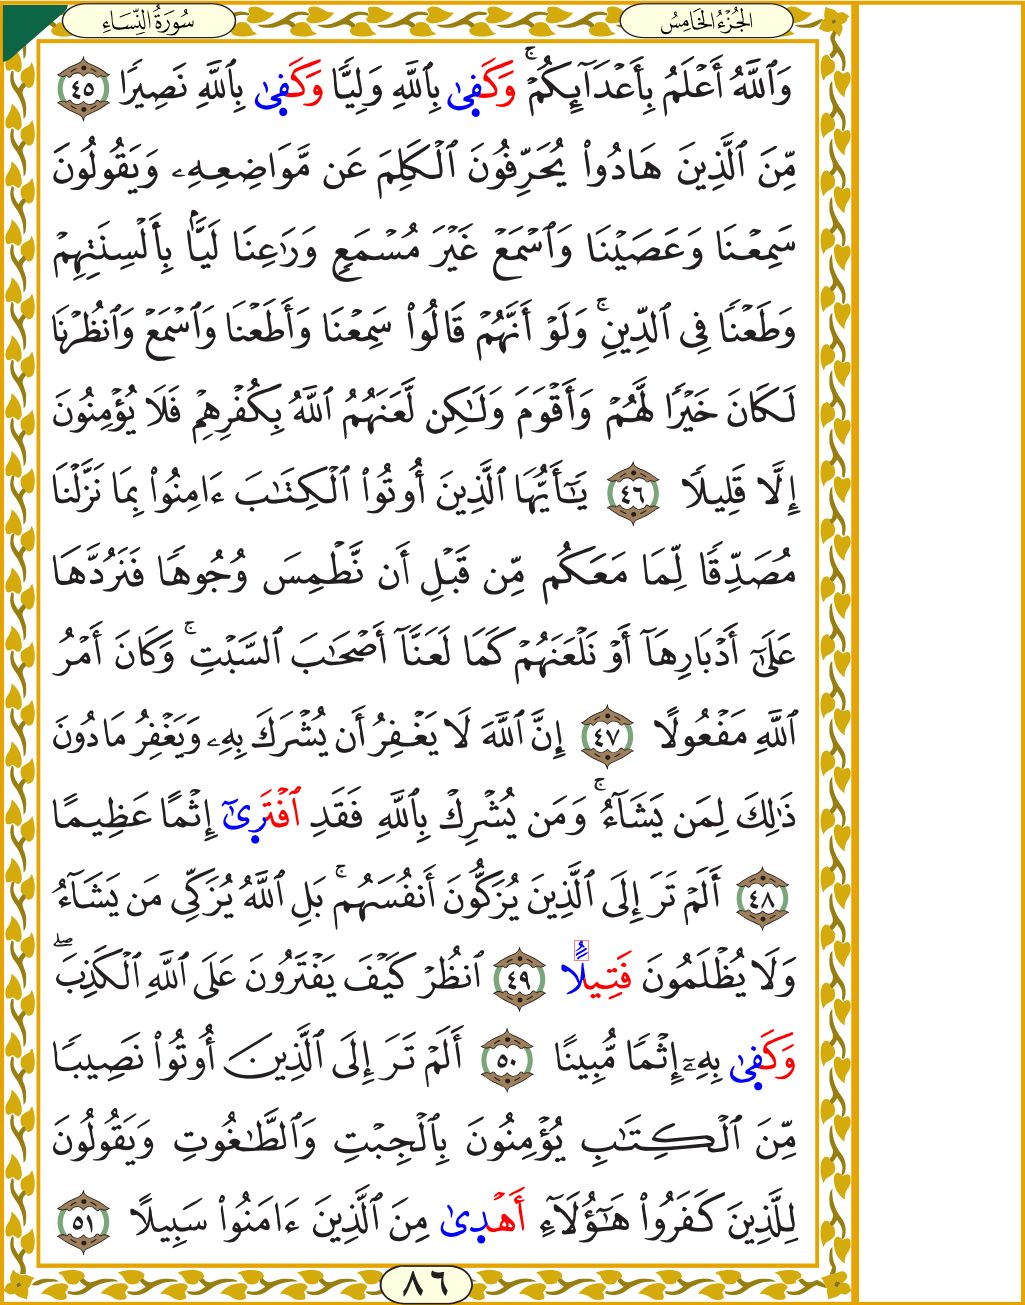 الجُزْءُ الخَامِسُ
سُورَةُ النِّسَاءِ
وَٱللَّهُ أَعۡلَمُ بِأَعۡدَآئِكُمۡۚ وَكَفَىٰ بِٱللَّهِ وَلِيّٗا وَكَفَىٰ بِٱللَّهِ نَصِيرٗا ٤٥
مِّنَ ٱلَّذِينَ هَادُواْ يُحَرِّفُونَ ٱلۡكَلِمَ عَن مَّوَاضِعِهِۦ وَيَقُولُونَ
سَمِعۡنَا وَعَصَيۡنَا وَٱسۡمَعۡ غَيۡرَ مُسۡمَعٖ وَرَٰعِنَا لَيَّۢا بِأَلۡسِنَتِهِمۡ
وَطَعۡنٗا فِي ٱلدِّينِۚ وَلَوۡ أَنَّهُمۡ قَالُواْ سَمِعۡنَا وَأَطَعۡنَا وَٱسۡمَعۡ وَٱنظُرۡنَا
لَكَانَ خَيۡرٗا لَّهُمۡ وَأَقۡوَمَ وَلَٰكِن لَّعَنَهُمُ ٱللَّهُ بِكُفۡرِهِمۡ فَلَا يُؤۡمِنُونَ
إِلَّا قَلِيلٗا ٤٦ يَٰٓأَيُّهَا ٱلَّذِينَ أُوتُواْ ٱلۡكِتَٰبَ ءَامِنُواْ بِمَا نَزَّلۡنَا
مُصَدِّقٗا لِّمَا مَعَكُم مِّن قَبۡلِ أَن نَّطۡمِسَ وُجُوهٗا فَنَرُدَّهَا
عَلَىٰٓ أَدۡبَارِهَآ أَوۡ نَلۡعَنَهُمۡ كَمَا لَعَنَّآ أَصۡحَٰبَ ٱلسَّبۡتِۚ وَكَانَ أَمۡرُ
ٱللَّهِ مَفۡعُولًا ٤٧ إِنَّ ٱللَّهَ لَا يَغۡفِرُ أَن يُشۡرَكَ بِهِۦ وَيَغۡفِرُ مَا دُونَ
ذَٰلِكَ لِمَن يَشَآءُۚ وَمَن يُشۡرِكۡ بِٱللَّهِ فَقَدِ ٱفۡتَرَىٰٓ إِثۡمًا عَظِيمًا
٤٨ أَلَمۡ تَرَ إِلَى ٱلَّذِينَ يُزَكُّونَ أَنفُسَهُمۚ بَلِ ٱللَّهُ يُزَكِّي مَن يَشَآءُ
وَلَا يُظۡلَمُونَ فَتِيلًا ٤٩ ٱنظُرۡ كَيۡفَ يَفۡتَرُونَ عَلَى ٱللَّهِ ٱلۡكَذِبَۖ
وَكَفَىٰ بِهِۦٓ إِثۡمٗا مُّبِينًا ٥٠ أَلَمۡ تَرَ إِلَى ٱلَّذِينَ أُوتُواْ نَصِيبٗا
مِّنَ ٱلۡكِتَٰبِ يُؤۡمِنُونَ بِٱلۡجِبۡتِ وَٱلطَّٰغُوتِ وَيَقُولُونَ
لِلَّذِينَ كَفَرُواْ هَٰٓؤُلَآءِ أَهۡدَىٰ مِنَ ٱلَّذِينَ ءَامَنُواْ سَبِيلًا ٥١
٨٦